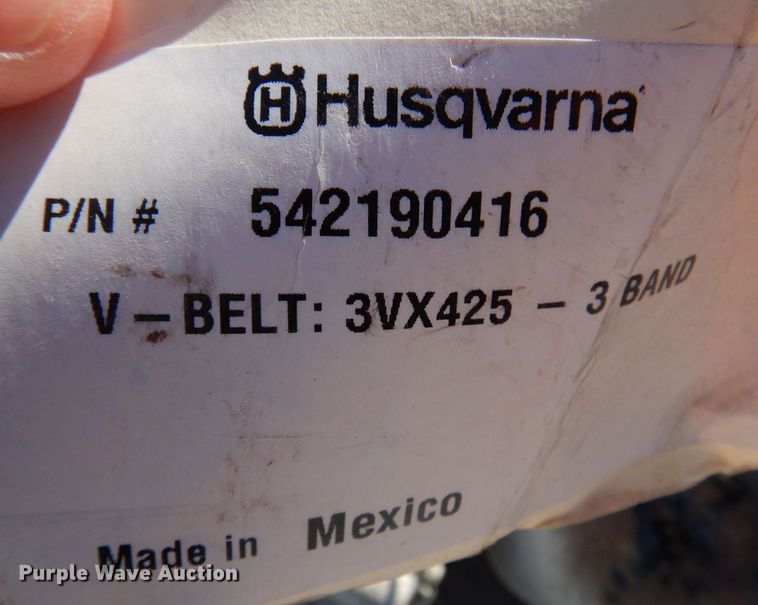 H Husqvarna
P/N # 542190416
V-BELT: 3VX425 - 3 BAND
Made in Mexico
Purple Wave Auction